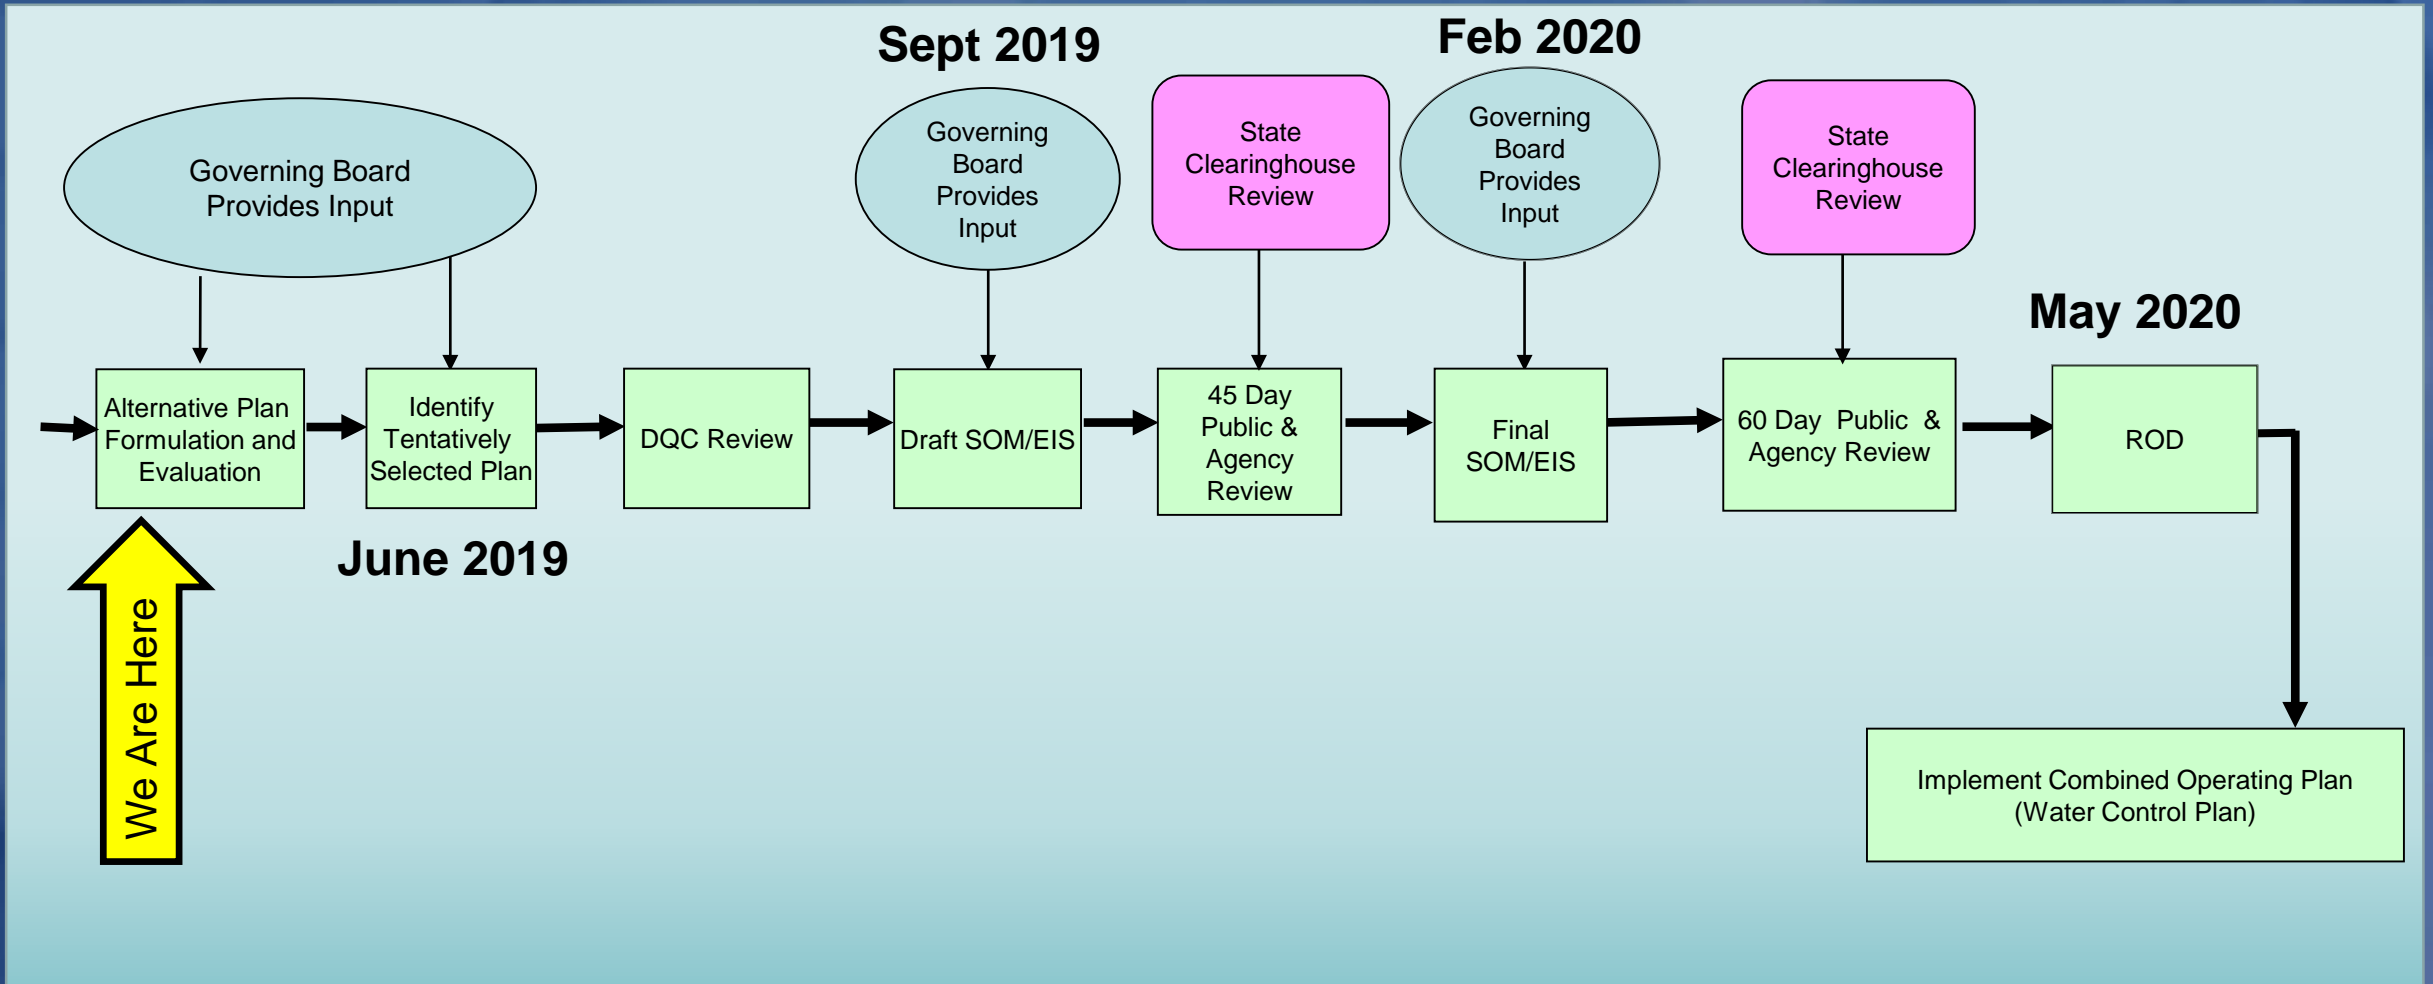 Sept 2019
Feb 2020
Governing Board
Provides Input
Governing
Board
Provides
Input
State
Clearinghouse
Review
Governing
Board
Provides
Input
State
Clearinghouse
Review
May 2020
Alternative Plan
Formulation and
Evaluation
Identify
Tentatively
Selected Plan
DQC Review
Draft SOM/EIS
45 Day
Public &
Agency
Review
Final
SOM/EIS
60 Day Public &
Agency Review
ROD
June 2019
We Are Here
Implement Combined Operating Plan
(Water Control Plan)